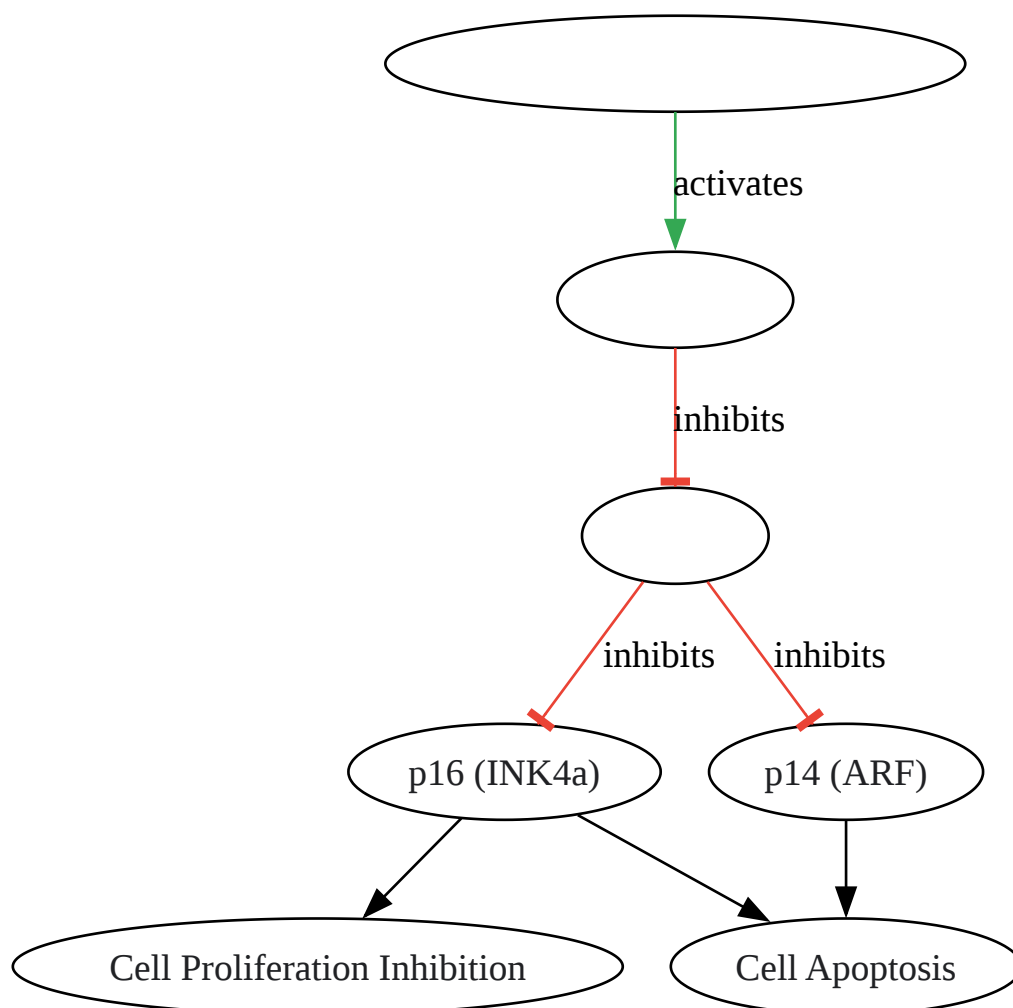 activates
inhibits
inhibits inhibits
p16 (INK4a) p14 (ARF)
Cell Proliferation Inhibition Cell Apoptosis